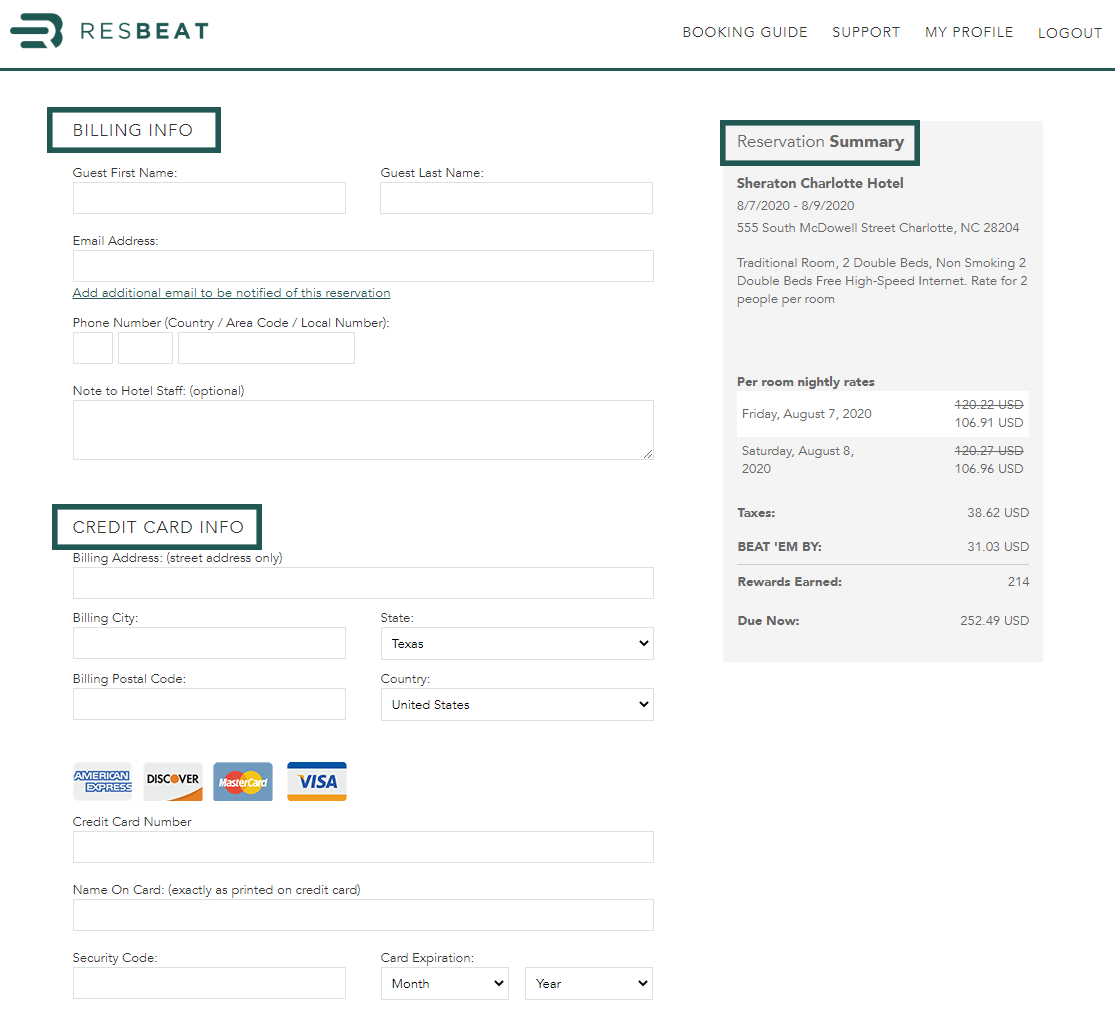 RESBEAT
BOOKING GUIDE SUPPORT MY PROFILE LOGOUT
BILLING INFO
Guest First Name: Guest Last Name:
Email Address:
Add additional email to be notified of this reservation
Phone Number (Country / Area Code / Local Number):
Note to Hotel Staff: (optional)
CREDIT CARD INFO
Billing Address: (street address only)
Billing City: State:
Texas
Billing Postal Code: Country:
United States
AMERICAN EXPRESS DISCOVER MasterCard VISA
Credit Card Number
Name On Card: (exactly as printed on credit card)
Security Code: Card Expiration:
Month Year
Reservation Summary
Sheraton Charlotte Hotel
8/7/2020 - 8/9/2020
555 South McDowell Street Charlotte, NC 28204
Traditional Room, 2 Double Beds, Non Smoking 2
Double Beds Free High-Speed Internet. Rate for 2
people per room
Per room nightly rates
Friday, August 7, 2020 120.22 USD
106.91 USD
Saturday, August 8, 120.27 USD
2020 106.96 USD
Taxes: 38.62 USD
BEAT 'EM BY: 31.03 USD
Rewards Earned: 214
Due Now: 252.49 USD